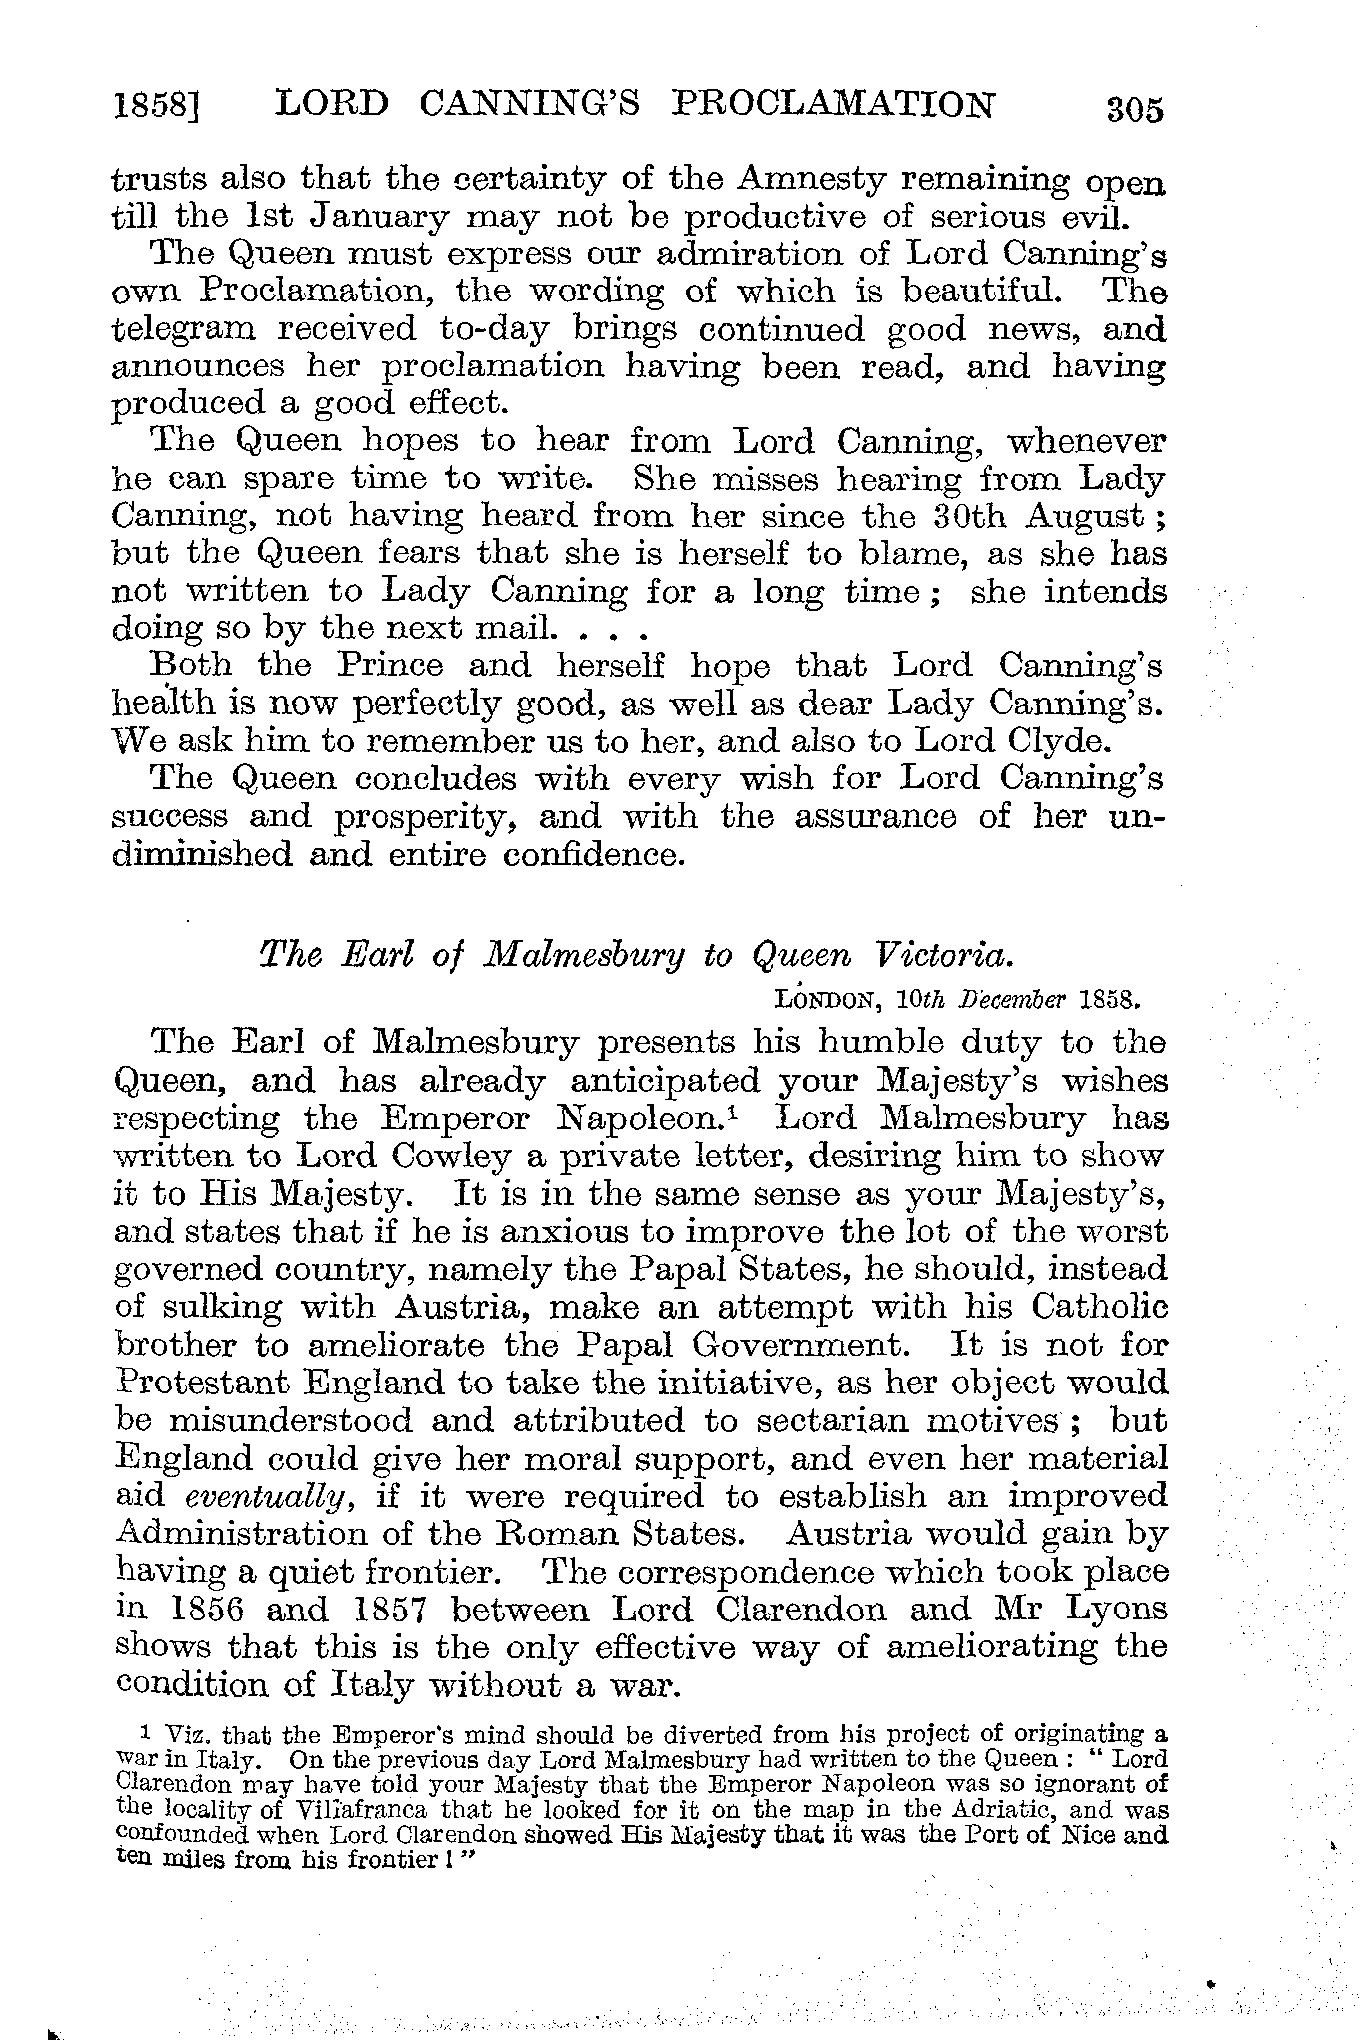 1858] LORD CANNING'S PROCLAMATION 305
trusts also that the certainty of the Amnesty remaining open
till the 1st January may not be productive of serious evil.
The Queen must express our admiration of Lord Canning's
own Proclamation, the wording of which is beautiful. The
telegram received to-day brings continued good news, and
announces her proclamation having been read, and having
produced a good effect.
The Queen hopes to hear from Lord Canning, whenever
he can spare time to write. She misses hearing from Lady
Canning, not having heard from her since the 30th August ;
but the Queen fears that she is herself to blame, as she has
not written to Lady Canning for a long time ; she intends
doing so by the next mail. . . .
Both the Prince and herself hope that Lord Canning's
health is now perfectly good, as well as dear Lady Canning's.
We ask him to remember us to her, and also to Lord Clyde.
The Queen concludes with every wish for Lord Canning's
success and prosperity, and with the assurance of her un-
diminished and entire confidence.
The Earl of Malmesbury to Queen Victoria.
LONDON, 10th December 1858.
The Earl of Malmesbury presents his humble duty to the
Queen, and has already anticipated your Majesty's wishes
respecting the Emperor Napoleon.¹ Lord Malmesbury has
written to Lord Cowley a private letter, desiring him to show
it to His Majesty. It is in the same sense as your Majesty's,
and states that if he is anxious to improve the lot of the worst
governed country, namely the Papal States, he should, instead
of sulking with Austria, make an attempt with his Catholic
brother to ameliorate the Papal Government. It is not for
Protestant England to take the initiative, as her object would
be misunderstood and attributed to sectarian motives ; but
England could give her moral support, and even her material
aid eventually, if it were required to establish an improved
Administration of the Roman States. Austria would gain by
having a quiet frontier. The correspondence which took place
in 1856 and 1857 between Lord Clarendon and Mr Lyons
shows that this is the only effective way of ameliorating the
condition of Italy without a war.
1 Viz. that the Emperor's mind should be diverted from his project of originating a
war in Italy. On the previous day Lord Malmesbury had written to the Queen : " Lord
Clarendon may have told your Majesty that the Emperor Napoleon was so ignorant of
the locality of Villafranca that he looked for it on the map in the Adriatic, and was
confounded when Lord Clarendon showed His Majesty that it was the Port of Nice and
ten miles from his frontier ! "